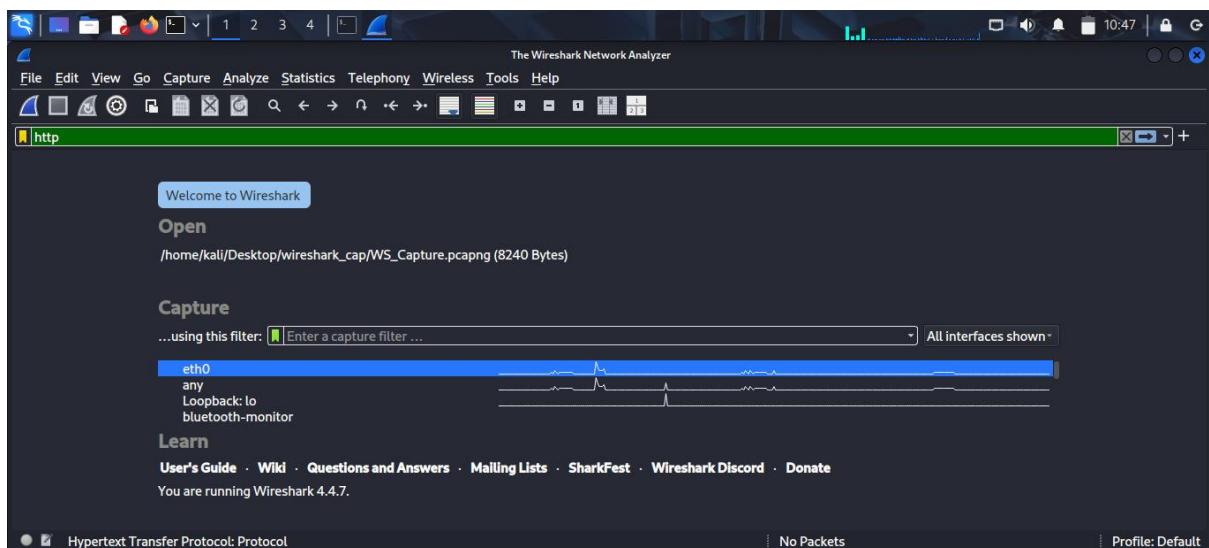 1 2 3 4 10:47
The Wireshark Network Analyzer
File Edit View Go Capture Analyze Statistics Telephony Wireless Tools Help
http
Welcome to Wireshark
Open
/home/kali/Desktop/wireshark_cap/WS_Capture.pcapng (8240 Bytes)
Capture
...using this filter: Enter a capture filter ... All interfaces shown
eth0
any
Loopback: lo
bluetooth-monitor
Learn
User's Guide · Wiki · Questions and Answers · Mailing Lists · SharkFest · Wireshark Discord · Donate
You are running Wireshark 4.4.7.
Hypertext Transfer Protocol: Protocol No Packets Profile: Default